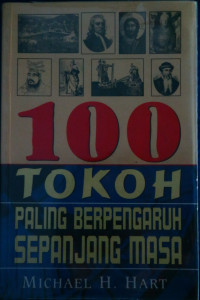 100
TOKOH
PALING BERPENGARUH
SEPANJANG MASA
MICHAEL H. HART